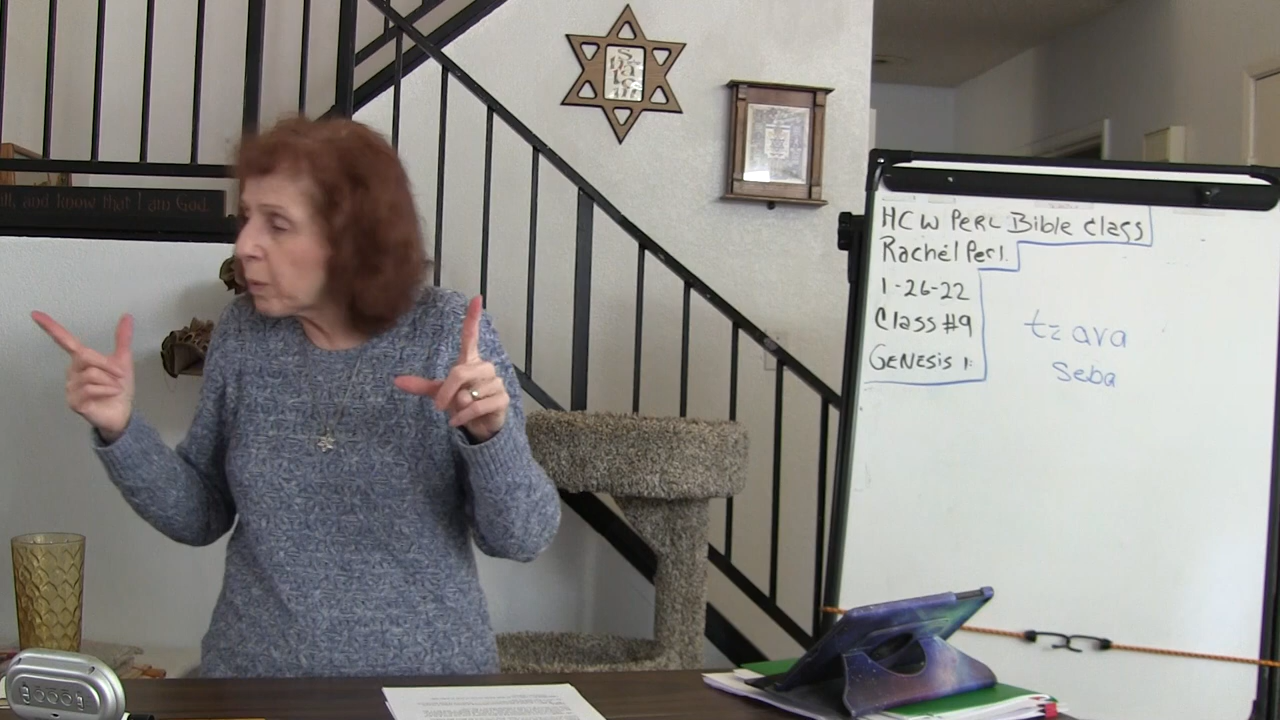 ill, and know that I am God.
HCW PERL Bible Class
Rachel Perl.
1-26-22
Class #9
GENESIS 1:
tzava
Seba